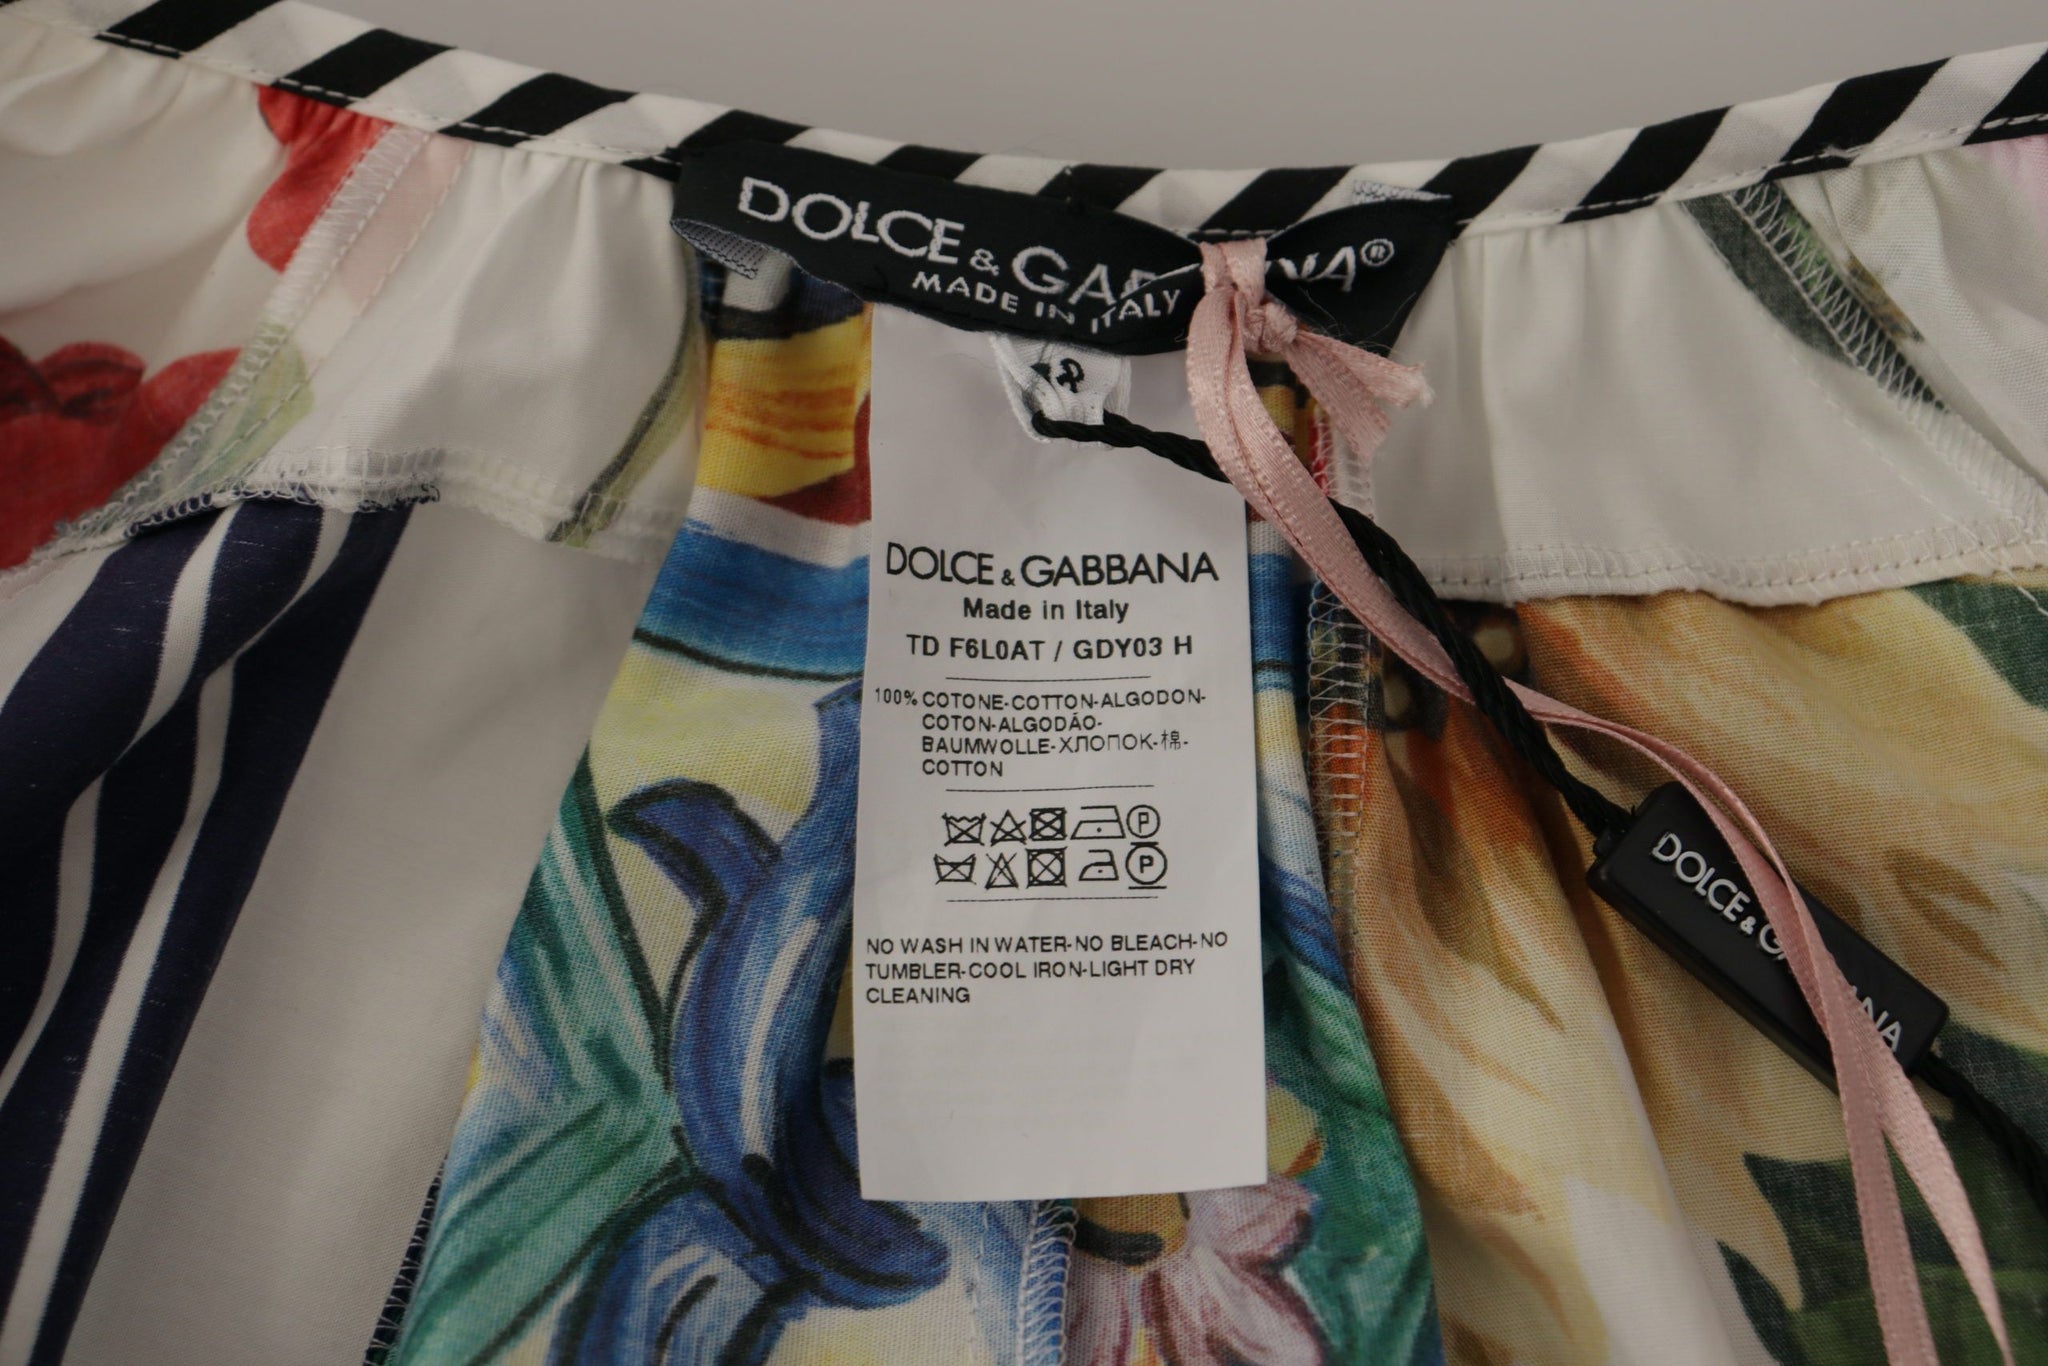 DOLCE & GA
MADE IN ITALY
DOLCE & GABBANA
Made in Italy
TD F6L0AT / GDY03 H
100% COTONE-COTTON-ALGODON-
COTON-ALGODÃO-
BAUMWOLLE-ХЛОПОК-棉-
COTTON
P
P
NO WASH IN WATER-NO BLEACH-NO
TUMBLER-COOL IRON-LIGHT DRY
CLEANING
DOLCE & G